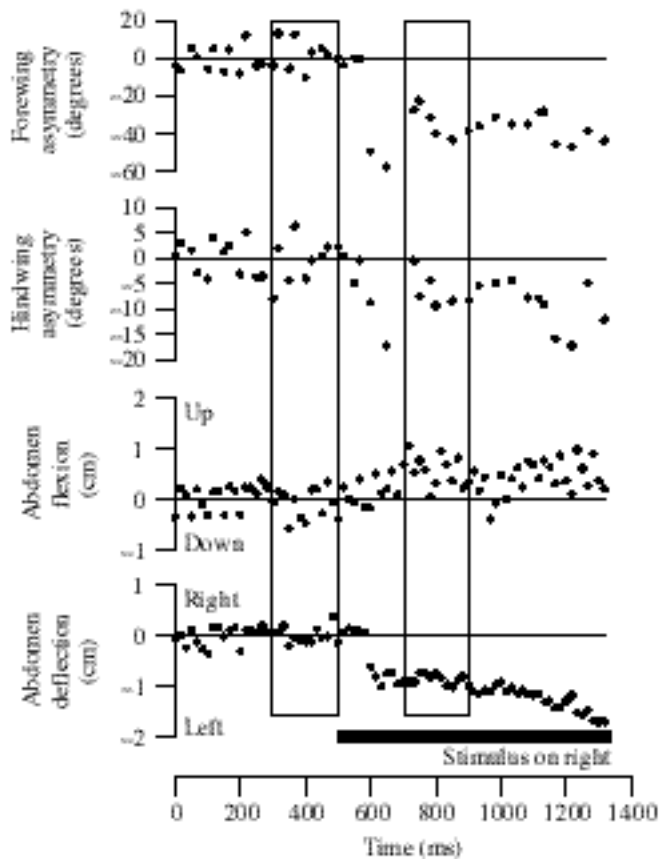 Forewing
asymmetry
(degrees)
20
0
–20
–40
–60
Hindwing
asymmetry
(degrees)
10
5
0
–5
–10
–15
–20
Abdomen
flexion
(cm)
2
1
0
–1
Up
Down
Abdomen
deflection
(cm)
1
0
–1
–2
Right
Left
Stimulus on right
0 200 400 600 800 1000 1200 1400
Time (ms)